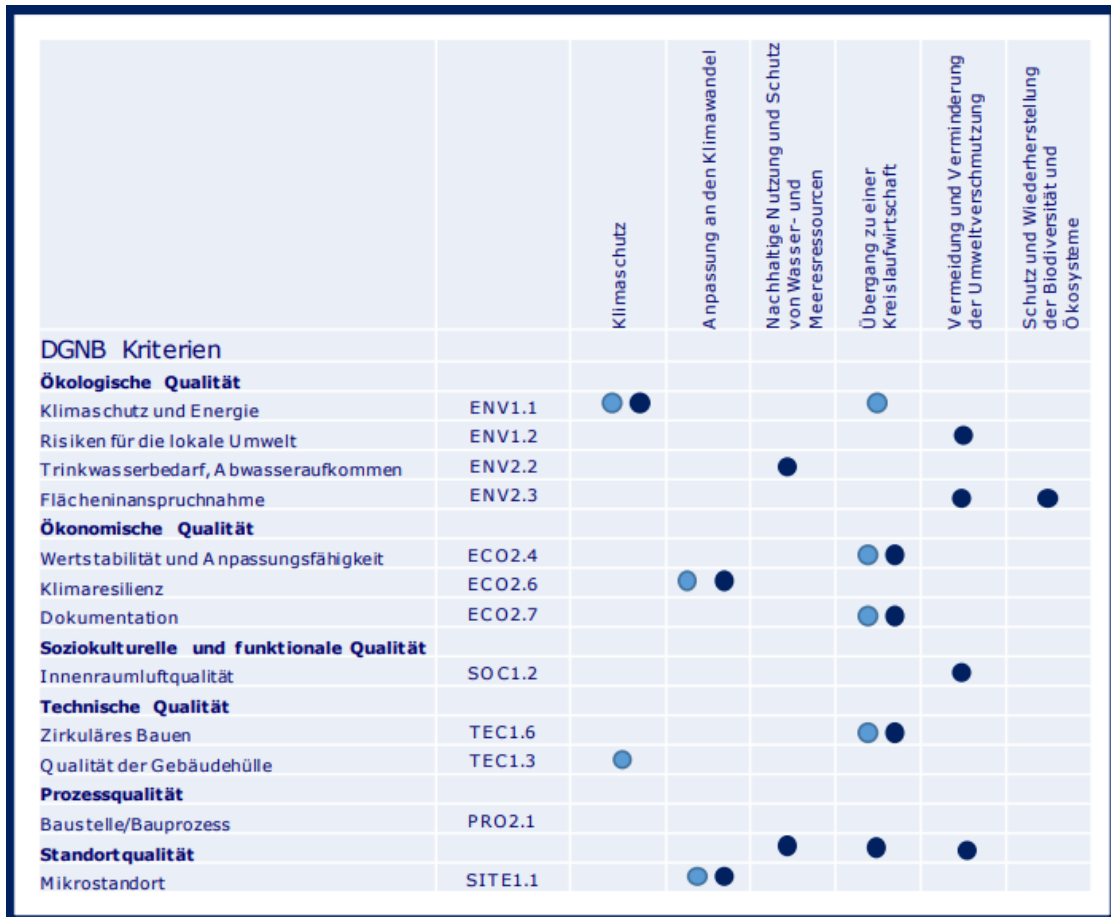 Klimaschutz
Anpassung an den Klimawandel
Nachhaltige Nutzung und Schutz
von Wasser- und
Meeresressourcen
Übergang zu einer
Kreislaufwirtschaft
Vermeidung und Verminderung
der Umweltverschmutzung
Schutz und Wiederherstellung
der Biodiversität und
Ökosysteme
DGNB Kriterien
Ökologische Qualität
Klimaschutz und Energie ENV1.1
Risiken für die lokale Umwelt ENV1.2
Trinkwasserbedarf, Abwasseraufkommen ENV2.2
Flächeninanspruchnahme ENV2.3
Ökonomische Qualität
Wertstabilität und Anpassungsfähigkeit ECO2.4
Klimaresilienz ECO2.6
Dokumentation ECO2.7
Soziokulturelle und funktionale Qualität
Innenraumluftqualität SOC1.2
Technische Qualität
Zirkuläres Bauen TEC1.6
Qualität der Gebäudehülle TEC1.3
Prozessqualität
Baustelle/Bauprozess PRO2.1
Standortqualität
Mikrostandort SITE1.1